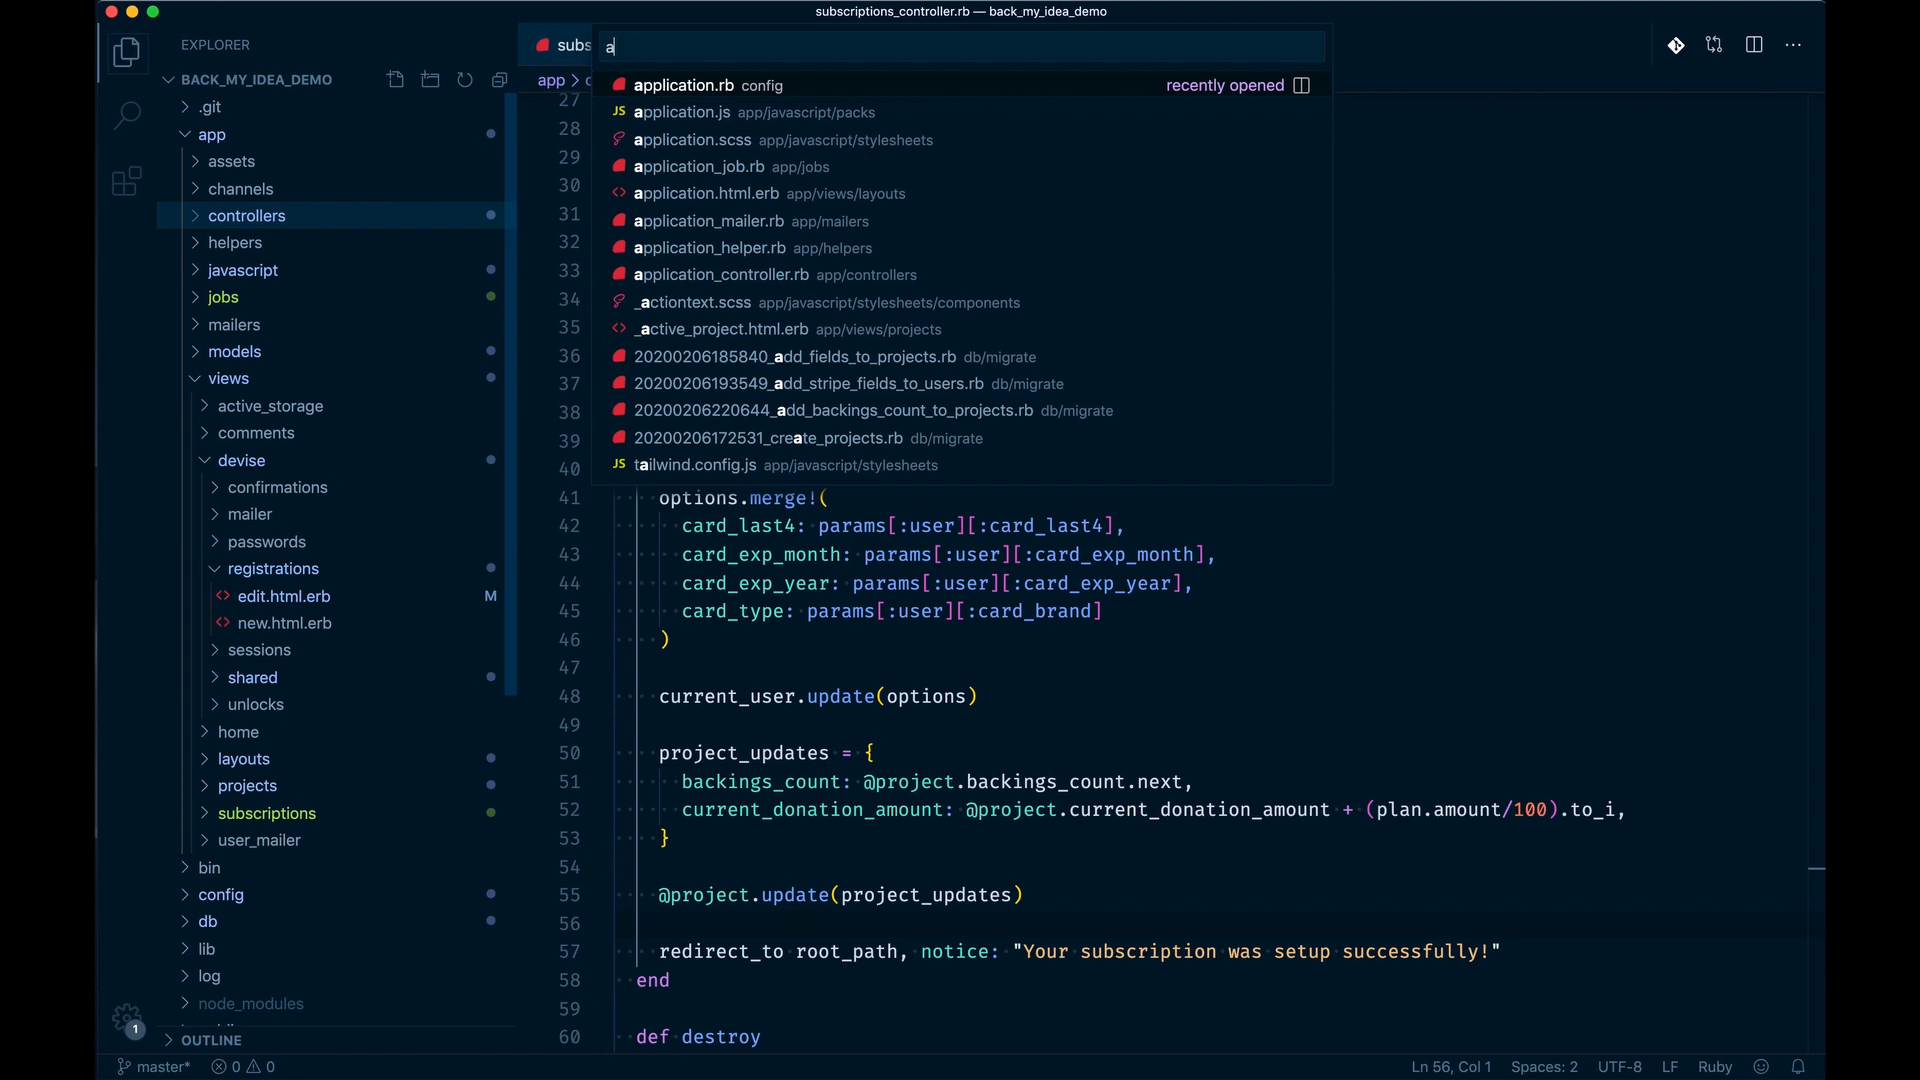 subscriptions_controller.rb — back_my_idea_demo
EXPLORER
BACK_MY_IDEA_DEMO
.git
app
assets
channels
controllers
helpers
javascript
jobs
mailers
models
views
active_storage
comments
devise
confirmations
mailer
passwords
registrations
<> edit.html.erb M
<> new.html.erb
sessions
shared
unlocks
home
layouts
projects
subscriptions
user_mailer
bin
config
db
lib
log
node_modules
OUTLINE
1
subs
app >
a
application.rb config recently opened
JS application.js app/javascript/packs
application.scss app/javascript/stylesheets
application_job.rb app/jobs
<> application.html.erb app/views/layouts
application_mailer.rb app/mailers
application_helper.rb app/helpers
application_controller.rb app/controllers
_actiontext.scss app/javascript/stylesheets/components
<> _active_project.html.erb app/views/projects
20200206185840_add_fields_to_projects.rb db/migrate
20200206193549_add_stripe_fields_to_users.rb db/migrate
20200206220644_add_backings_count_to_projects.rb db/migrate
20200206172531_create_projects.rb db/migrate
JS tailwind.config.js app/javascript/stylesheets
27
28
29
30
31
32
33
34
35
36
37
38
39
40
41 options.merge!(
42 card_last4: params[:user][:card_last4],
43 card_exp_month: params[:user][:card_exp_month],
44 card_exp_year: params[:user][:card_exp_year],
45 card_type: params[:user][:card_brand]
46 )
47
48 current_user.update(options)
49
50 project_updates = {
51 backings_count: @project.backings_count.next,
52 current_donation_amount: @project.current_donation_amount + (plan.amount/100).to_i,
53 }
54
55 @project.update(project_updates)
56
57 redirect_to root_path, notice: "Your subscription was setup successfully!"
58 end
59
60 def destroy
master* 0 0 Ln 56, Col 1 Spaces: 2 UTF-8 LF Ruby